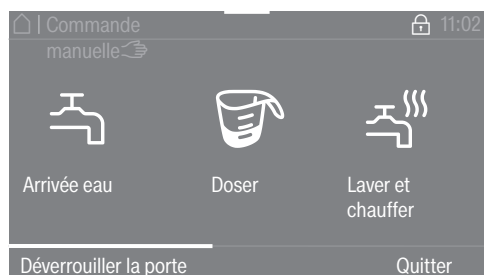 | Commande
11:02
manuelle
Arrivée eau
Doser
Laver et
chauffer
Déverrouiller la porte
Quitter